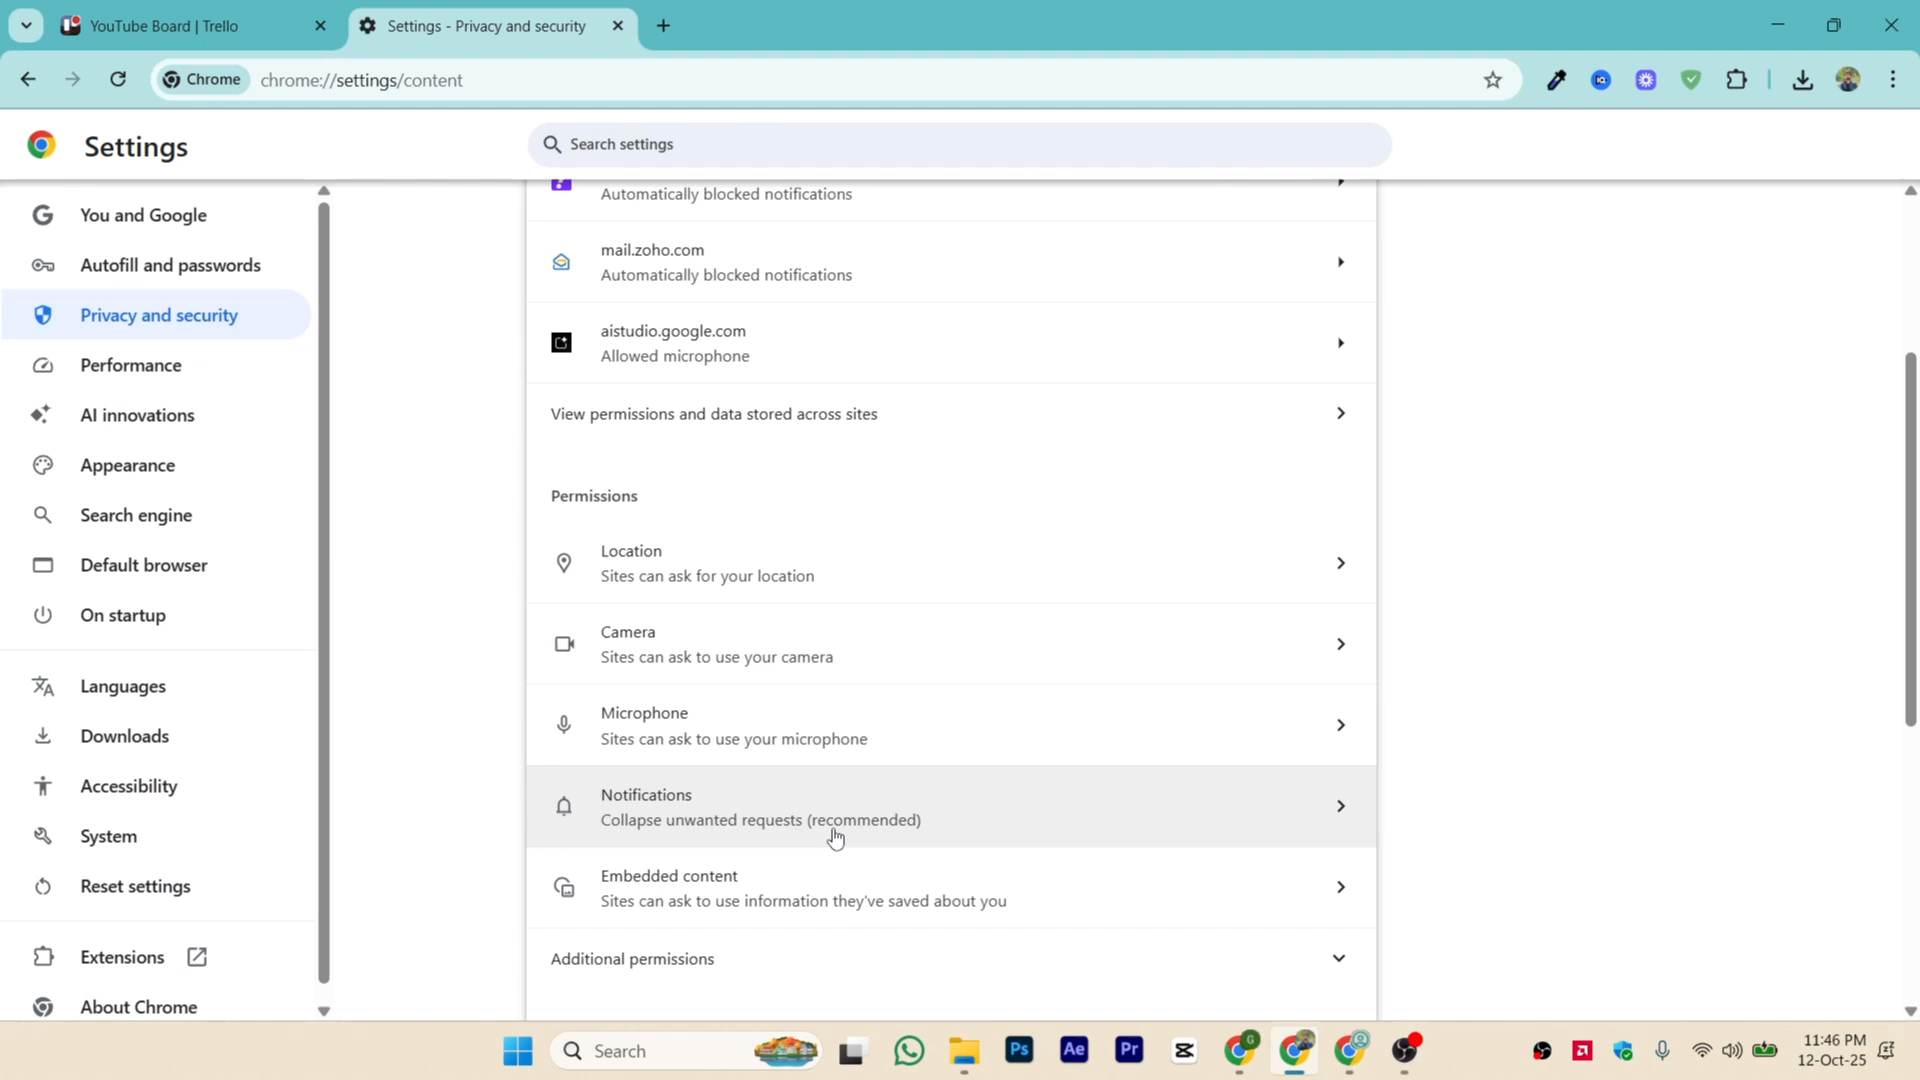 YouTube Board | Trello
Settings - Privacy and security
Chrome
chrome://settings/content
Settings
Search settings
You and Google
Autofill and passwords
Privacy and security
Performance
AI innovations
Appearance
Search engine
Default browser
On startup
Languages
Downloads
Accessibility
System
Reset settings
Extensions
About Chrome
Automatically blocked notifications
mail.zoho.com
Automatically blocked notifications
aistudio.google.com
Allowed microphone
View permissions and data stored across sites
Permissions
Location
Sites can ask for your location
Camera
Sites can ask to use your camera
Microphone
Sites can ask to use your microphone
Notifications
Collapse unwanted requests (recommended)
Embedded content
Sites can ask to use information they've saved about you
Additional permissions
Search
Ps
Ae
Pr
G
11:46 PM
12-Oct-25